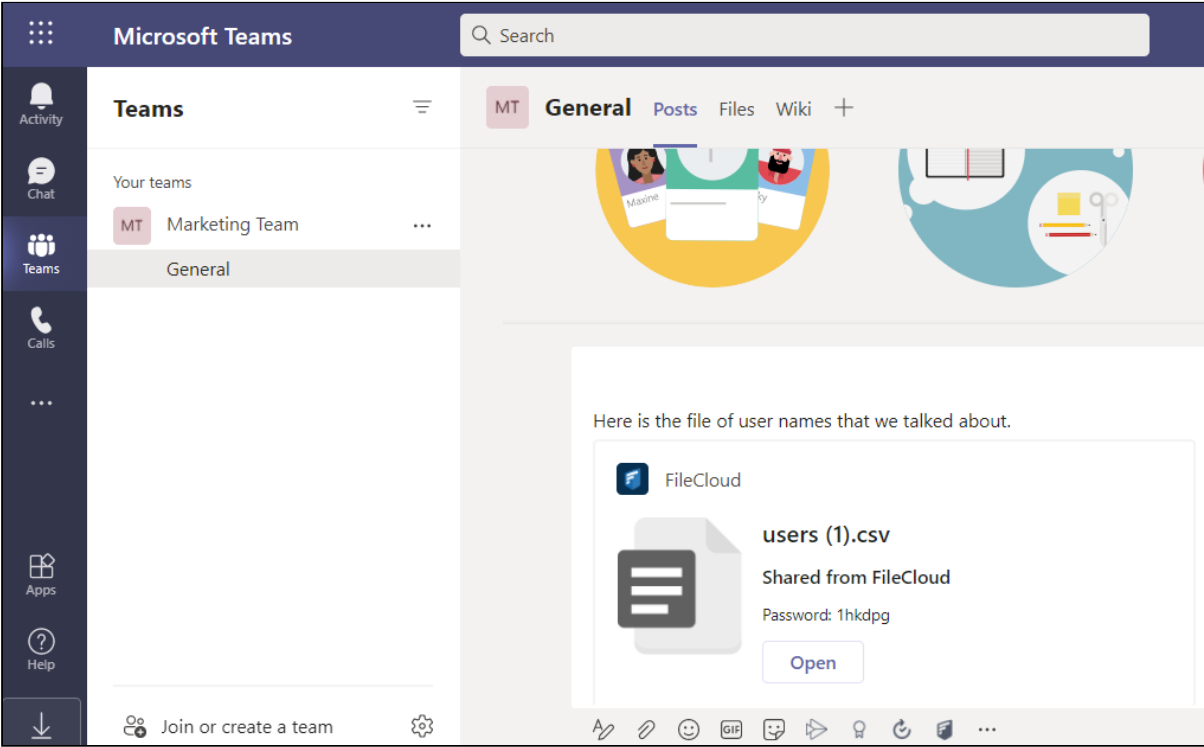 Microsoft Teams
Search
Activity
Chat
Teams
Calls
Apps
Help
Teams
Your teams
MT Marketing Team
General
Join or create a team
MT General Posts Files Wiki
Maxine
ky
Here is the file of user names that we talked about.
FileCloud
users (1).csv
Shared from FileCloud
Password: 1hkdpg
Open
GIF